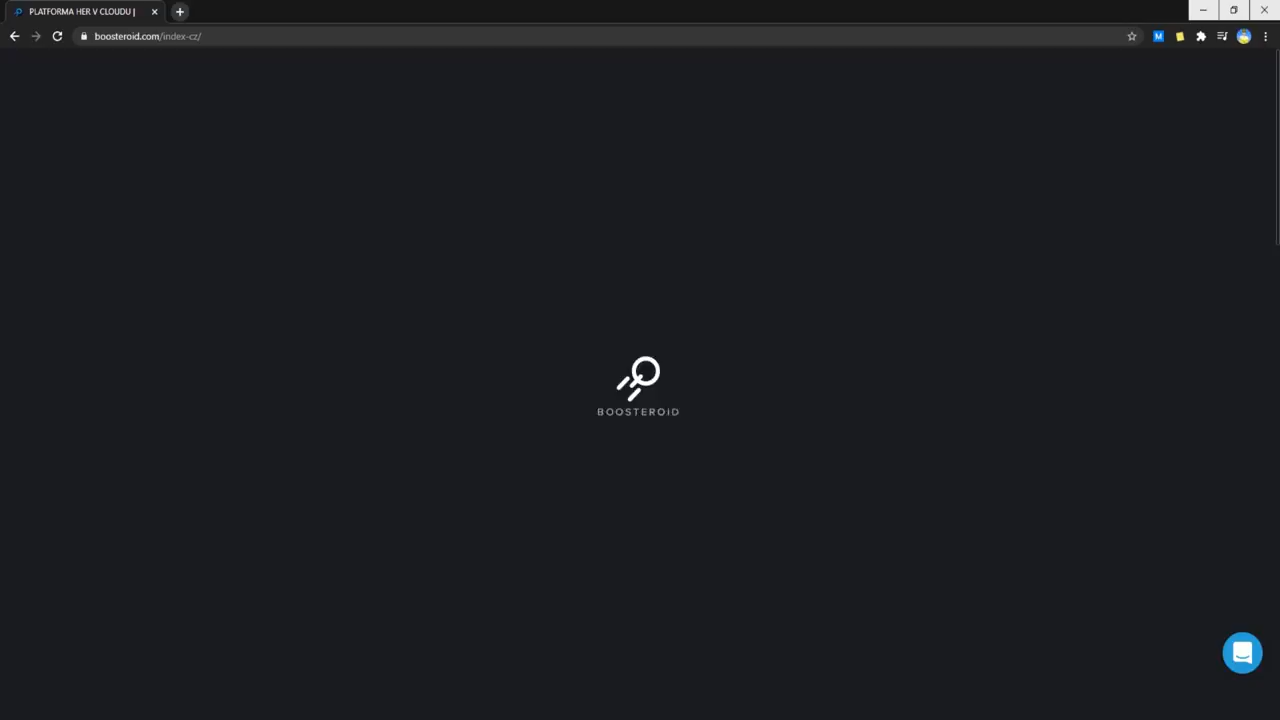 PLATFORMA HER V CLOUDU |
boosteroid.com/index-cz/
M
BOOSTEROID